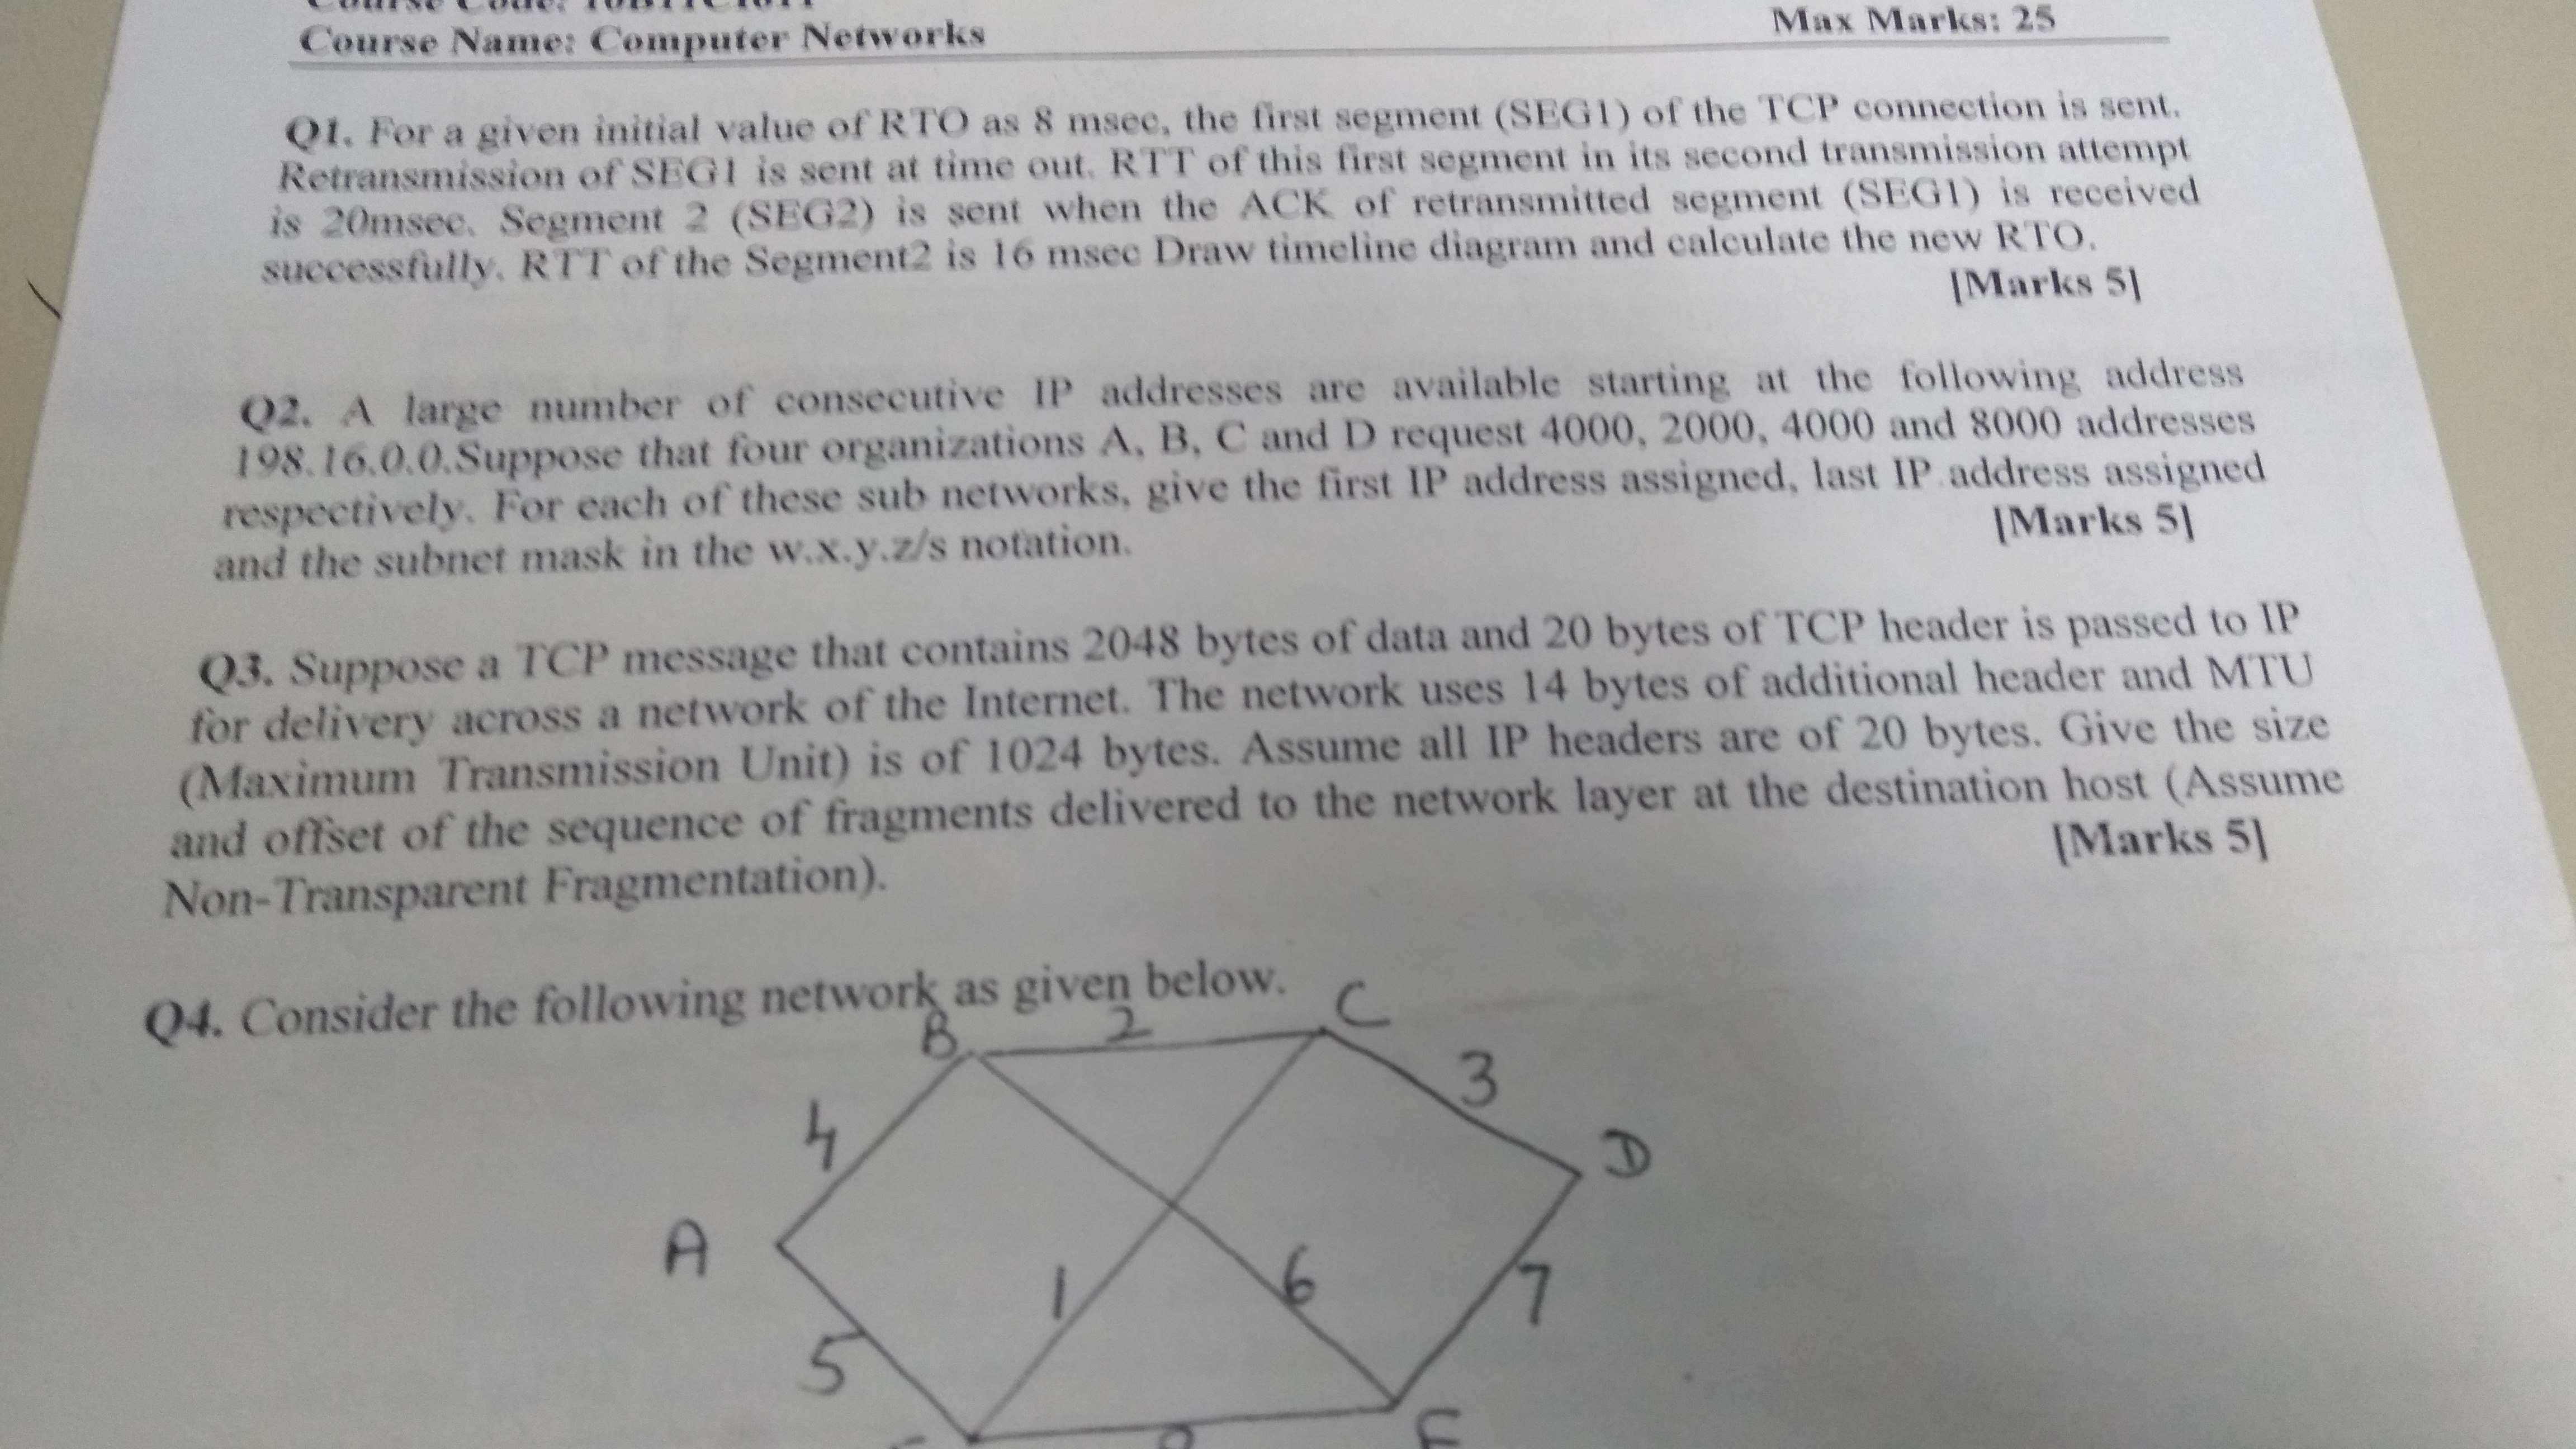 Course Name: Computer Networks
Max Marks: 25
Q1. For a given initial value of RTO as 8 msec, the first segment (SEG1) of the TCP connection is sent.
Retransmission of SEG1 is sent at time out. RTT of this first segment in its second transmission attempt
is 20msec. Segment 2 (SEG2) is sent when the ACK of retransmitted segment (SEG1) is received
successfully. RTT of the Segment2 is 16 msec Draw timeline diagram and calculate the new RTO.
[Marks 5]
Q2. A large number of consecutive IP addresses are available starting at the following address
198.16.0.0.Suppose that four organizations A, B, C and D request 4000, 2000, 4000 and 8000 addresses
respectively. For each of these sub networks, give the first IP address assigned, last IP address assigned
and the subnet mask in the w.x.y.z/s notation.
[Marks 5]
Q3. Suppose a TCP message that contains 2048 bytes of data and 20 bytes of TCP header is passed to IP
for delivery across a network of the Internet. The network uses 14 bytes of additional header and MTU
(Maximum Transmission Unit) is of 1024 bytes. Assume all IP headers are of 20 bytes. Give the size
and offset of the sequence of fragments delivered to the network layer at the destination host (Assume
Non-Transparent Fragmentation).
[Marks 5]
Q4. Consider the following network as given below.
B 2 C
3
4
D
A
1 6 7
5